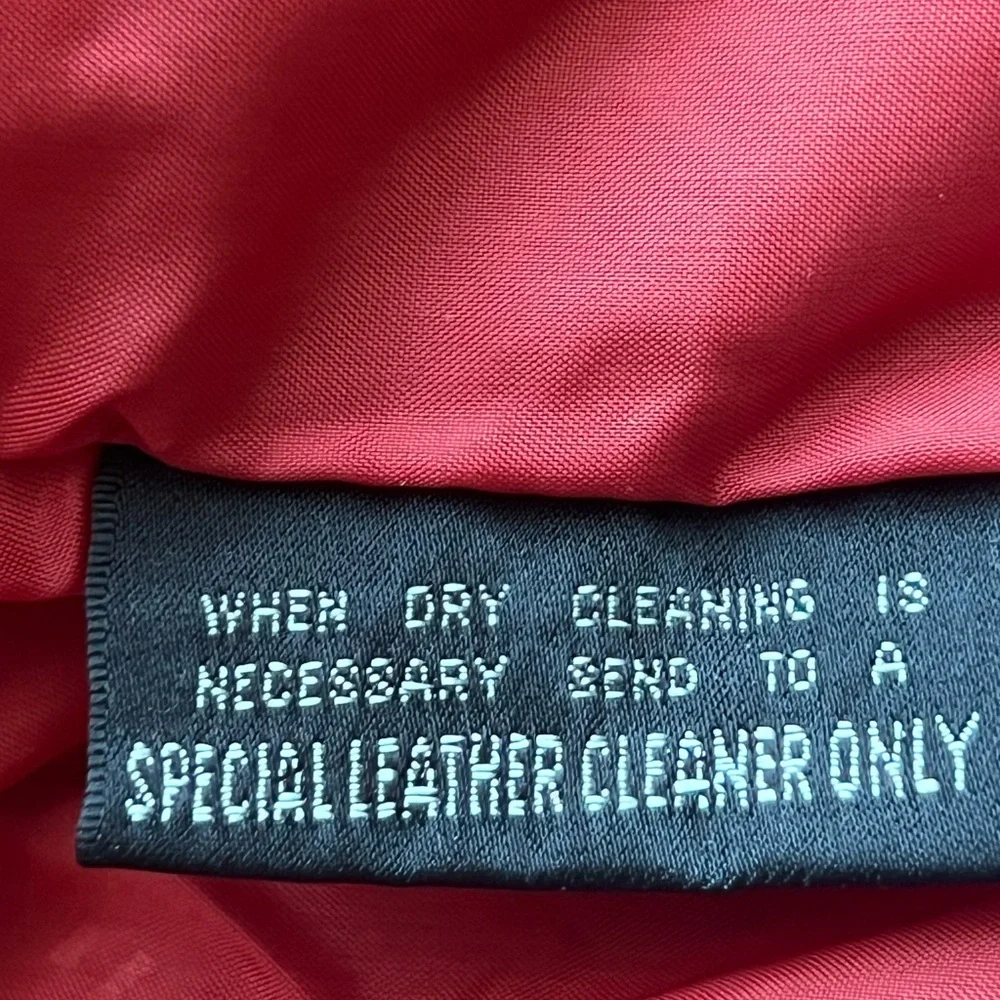 WHEN DRY CLEANING IS
NECESSARY SEND TO A
SPECIAL LEATHER CLEANER ONLY